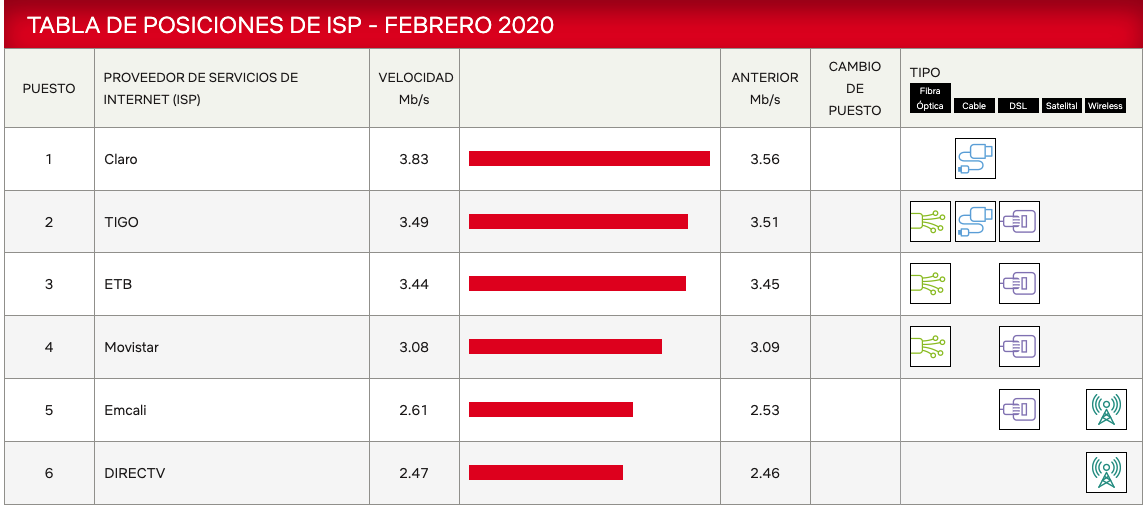 TABLA DE POSICIONES DE ISP - FEBRERO 2020
PUESTO
PROVEEDOR DE SERVICIOS DE
INTERNET (ISP)
VELOCIDAD
Mb/s
ANTERIOR
Mb/s
CAMBIO
DE
PUESTO
TIPO
Fibra
Óptica
Cable
DSL
Satelital
Wireless
1 Claro 3.83 3.56
2 TIGO 3.49 3.51
3 ETB 3.44 3.45
4 Movistar 3.08 3.09
5 Emcali 2.61 2.53
6 DIRECTV 2.47 2.46